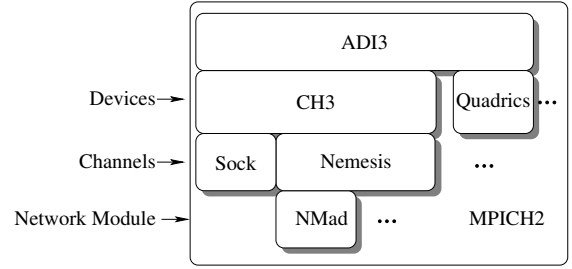 ADI3
Devices CH3 Quadrics ...
Channels Sock Nemesis ...
Network Module NMad ... MPICH2